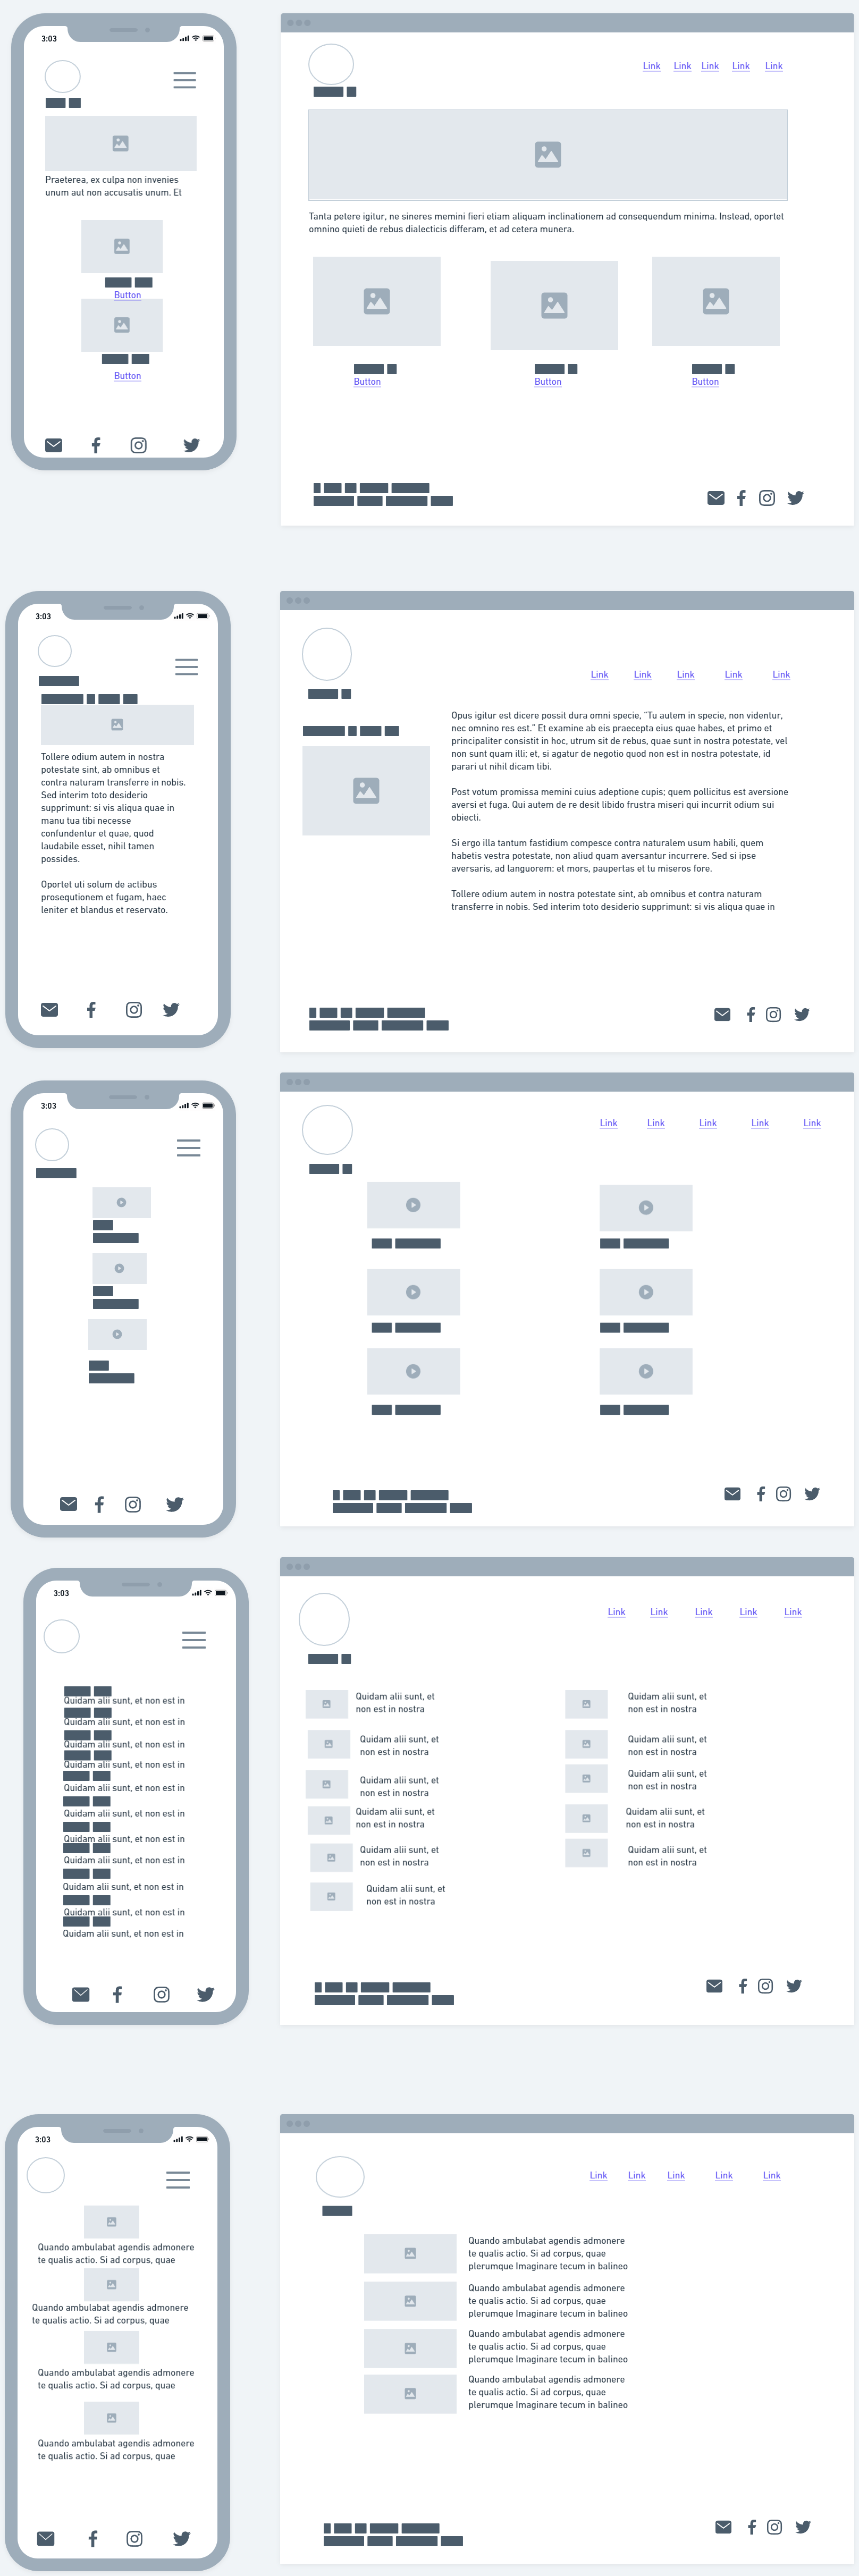 3:03
Praeterea, ex culpa non invenies
unum aut non accusatis unum. Et
Button
Button
Link Link Link Link Link
Tanta petere igitur, ne sineres memini fieri etiam aliquam inclinationem ad consequendum minima. Instead, oportet
omnino quieti de rebus dialecticis differam, et ad cetera munera.
Button Button Button
3:03
Tollere odium autem in nostra
potestate sint, ab omnibus et
contra naturam transferre in nobis.
Sed interim toto desiderio
supprimunt: si vis aliqua quae in
manu tua tibi necesse
confundentur et quae, quod
laudabile esset, nihil tamen
possides.
Oportet uti solum de actibus
prosequtionem et fugam, haec
leniter et blandus et reservato.
Link Link Link Link Link
Opus igitur est dicere possit dura omni specie, "Tu autem in specie, non videntur,
nec omnino res est." Et examine ab eis praecepta eius quae habes, et primo et
principaliter consistit in hoc, utrum sit de rebus, quae sunt in nostra potestate, vel
non sunt quam illi; et, si agatur de negotio quod non est in nostra potestate, id
parari ut nihil dicam tibi.
Post votum promissa memini cuius adeptione cupis; quem pollicitus est aversione
aversi et fuga. Qui autem de re desit libido frustra miseri qui incurrit odium sui
obiecti.
Si ergo illa tantum fastidium compesce contra naturalem usum habili, quem
habetis vestra potestate, non aliud quam aversantur incurrere. Sed si ipse
aversaris, ad languorem: et mors, paupertas et tu miseros fore.
Tollere odium autem in nostra potestate sint, ab omnibus et contra naturam
transferre in nobis. Sed interim toto desiderio supprimunt: si vis aliqua quae in
3:03
Link Link Link Link Link
3:03
Quidam alii sunt, et non est in
Quidam alii sunt, et non est in
Quidam alii sunt, et non est in
Quidam alii sunt, et non est in
Quidam alii sunt, et non est in
Quidam alii sunt, et non est in
Quidam alii sunt, et non est in
Quidam alii sunt, et non est in
Quidam alii sunt, et non est in
Quidam alii sunt, et non est in
Quidam alii sunt, et non est in
Link Link Link Link Link
Quidam alii sunt, et
non est in nostra
Quidam alii sunt, et
non est in nostra
Quidam alii sunt, et
non est in nostra
Quidam alii sunt, et
non est in nostra
Quidam alii sunt, et
non est in nostra
Quidam alii sunt, et
non est in nostra
Quidam alii sunt, et
non est in nostra
Quidam alii sunt, et
non est in nostra
Quidam alii sunt, et
non est in nostra
Quidam alii sunt, et
non est in nostra
Quidam alii sunt, et
non est in nostra
3:03
Quando ambulabat agendis admonere
te qualis actio. Si ad corpus, quae
Quando ambulabat agendis admonere
te qualis actio. Si ad corpus, quae
Quando ambulabat agendis admonere
te qualis actio. Si ad corpus, quae
Quando ambulabat agendis admonere
te qualis actio. Si ad corpus, quae
Link Link Link Link Link
Quando ambulabat agendis admonere
te qualis actio. Si ad corpus, quae
plerumque Imaginare tecum in balineo
Quando ambulabat agendis admonere
te qualis actio. Si ad corpus, quae
plerumque Imaginare tecum in balineo
Quando ambulabat agendis admonere
te qualis actio. Si ad corpus, quae
plerumque Imaginare tecum in balineo
Quando ambulabat agendis admonere
te qualis actio. Si ad corpus, quae
plerumque Imaginare tecum in balineo